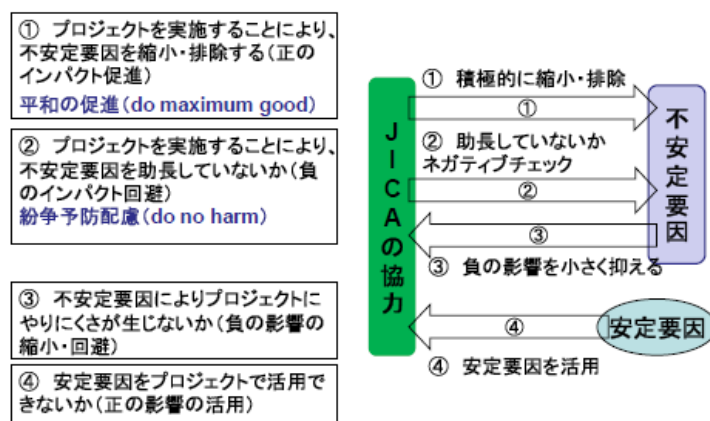 ① プロジェクトを実施することにより、
不安定要因を縮小・排除する(正の
インパクト促進)
平和の促進(do maximum good)
② プロジェクトを実施することにより、
不安定要因を助長していないか(負
のインパクト回避)
紛争予防配慮(do no harm)
③ 不安定要因によりプロジェクトに
やりにくさが生じないか(負の影響の
縮小・回避)
④ 安定要因をプロジェクトで活用で
きないか(正の影響の活用)
JICAの協力
① 積極的に縮小・排除
①
② 助長していないか
ネガティブチェック
②
③
③ 負の影響を小さく抑える
④
④ 安定要因を活用
不安定要因
安定要因